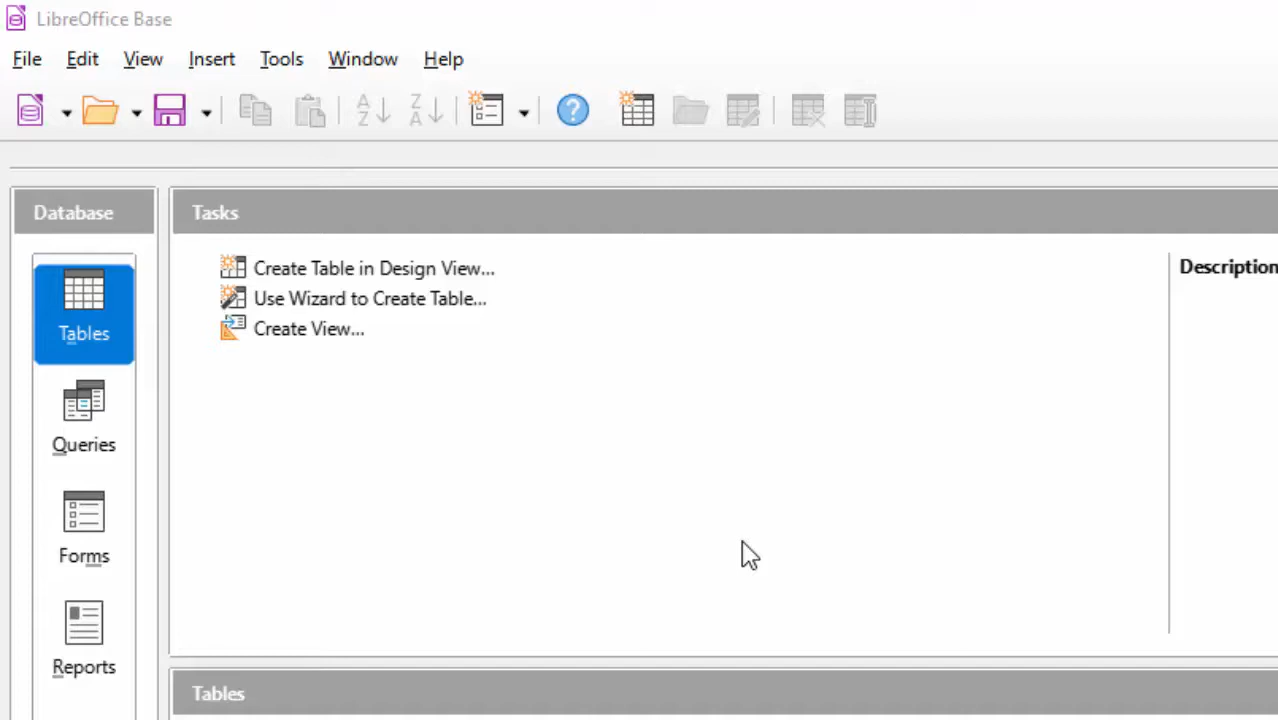 LibreOffice Base
File Edit View Insert Tools Window Help
Database
Tasks
Create Table in Design View...
Use Wizard to Create Table...
Create View...
Description
Tables
Queries
Forms
Reports
Tables